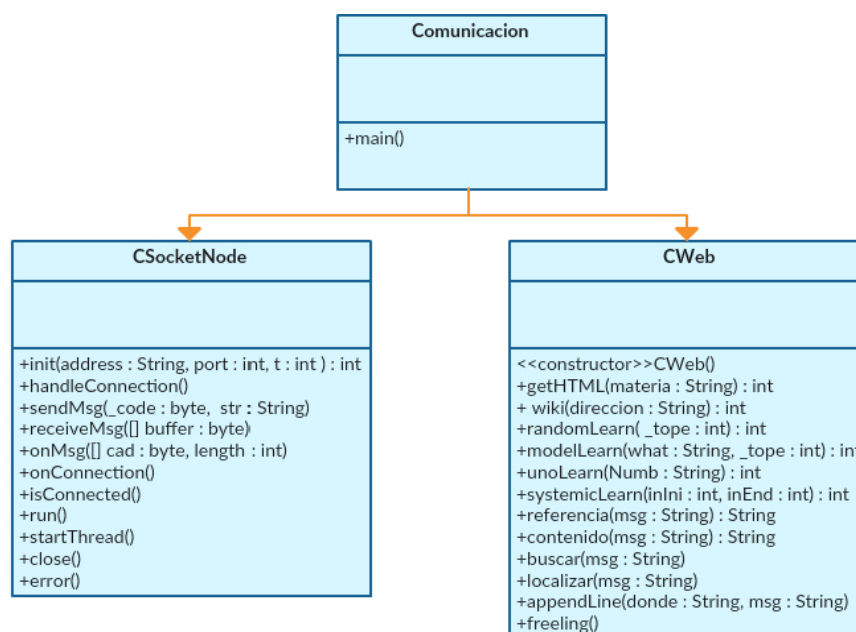 Comunicacion
+main()
CSocketNode
+init(address : String, port : int, t : int ) : int
+handleConnection()
+sendMsg(_code : byte, str : String)
+receiveMsg([] buffer : byte)
+onMsg([] cad : byte, length : int)
+onConnection()
+isConnected()
+run()
+startThread()
+close()
+error()
CWeb
<<constructor>>CWeb()
+getHTML(materia : String) : int
+ wiki(direccion : String) : int
+randomLearn( _tope : int) : int
+modelLearn(what : String, _tope : int) : int
+unoLearn(Numb : String) : int
+systemicLearn(inIni : int, inEnd : int) : int
+referencia(msg : String) : String
+contenido(msg : String) : String
+buscar(msg : String)
+localizar(msg : String)
+appendLine(donde : String, msg : String)
+freeling()